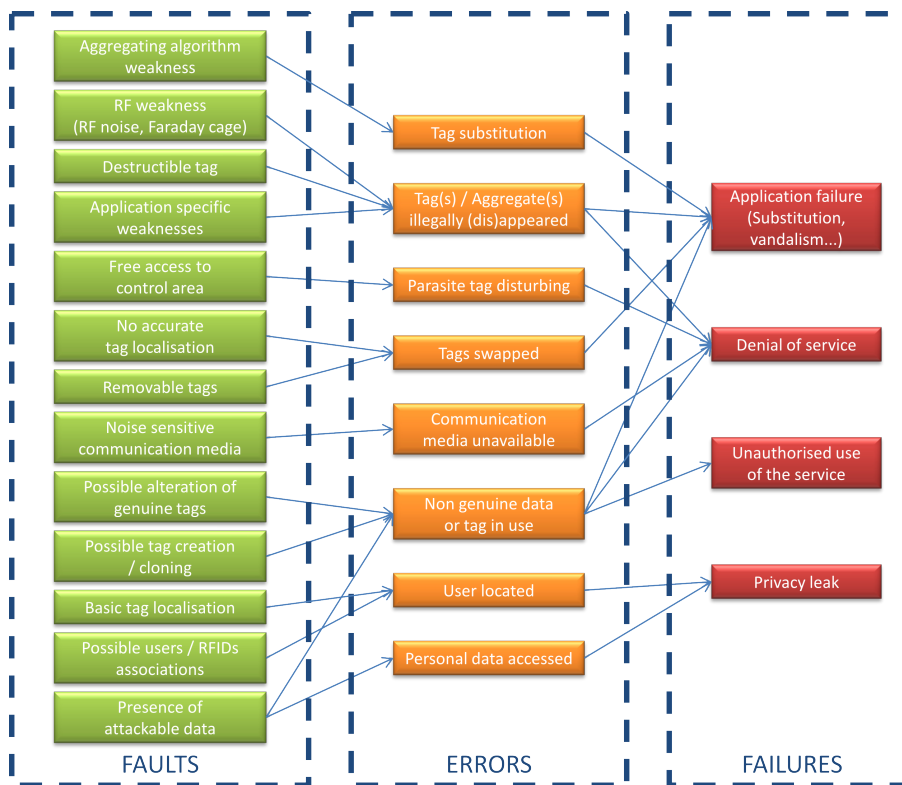 Aggregating algorithm
weakness
RF weakness
(RF noise, Faraday cage)
Destructible tag
Application specific
weaknesses
Free access to
control area
No accurate
tag localisation
Removable tags
Noise sensitive
communication media
Possible alteration of
genuine tags
Possible tag creation
/ cloning
Basic tag localisation
Possible users / RFIDs
associations
Presence of
attackable data
FAULTS
Tag substitution
Tag(s) / Aggregate(s)
illegally (dis)appeared
Parasite tag disturbing
Tags swapped
Communication
media unavailable
Non genuine data
or tag in use
User located
Personal data accessed
ERRORS
Application failure
(Substitution,
vandalism...)
Denial of service
Unauthorised use
of the service
Privacy leak
FAILURES